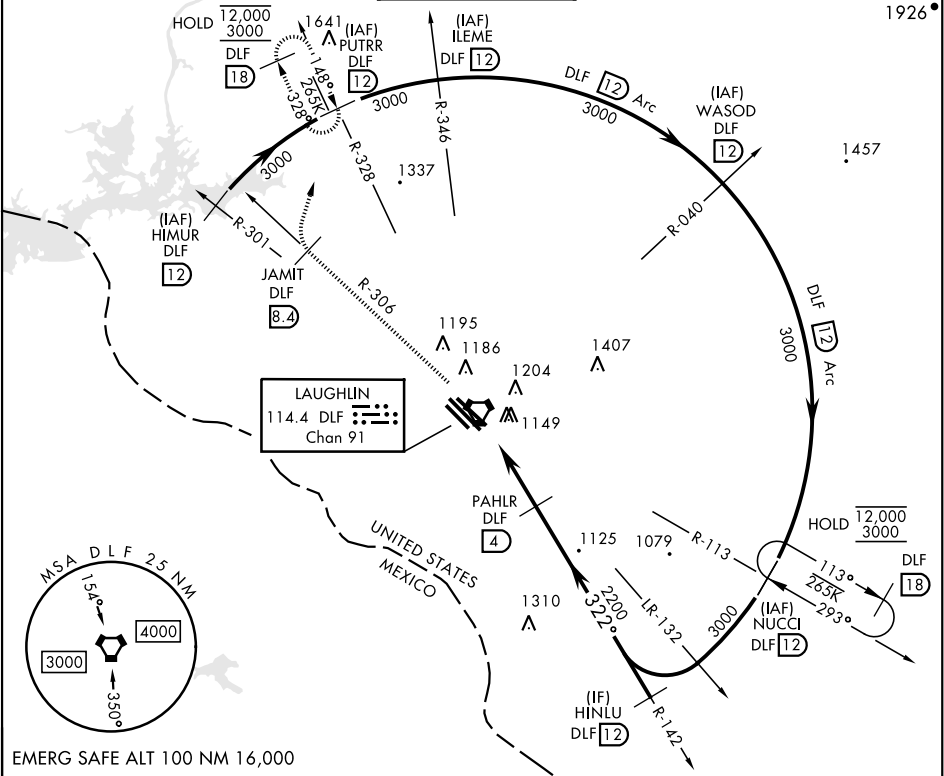 1926
HOLD 12,000
3000
DLF
18
1641
148°
265K
328°
(IAF)
PUTRR
DLF
12
(IAF)
ILEME
DLF 12
3000
R-346
R-328
1337
DLF 12 Arc
3000
(IAF)
WASOD
DLF
12
1457
R-040
3000
(IAF)
HIMUR
DLF
12
R-301
JAMIT
DLF
8.4
R-306
DLF 12 Arc
3000
1195
1186
1204
1407
1149
LAUGHLIN
114.4 DLF
Chan 91
PAHLR
DLF
4
1125
1079
R-113
HOLD 12,000
3000
DLF
18
113°
265K
293°
UNITED STATES
MEXICO
1310
2200
322°
LR-132
3000
(IAF)
NUCCI
DLF 12
(IF)
HINLU
DLF 12
R-142
MSA DLF 25 NM
154°
4000
3000
350°
EMERG SAFE ALT 100 NM 16,000